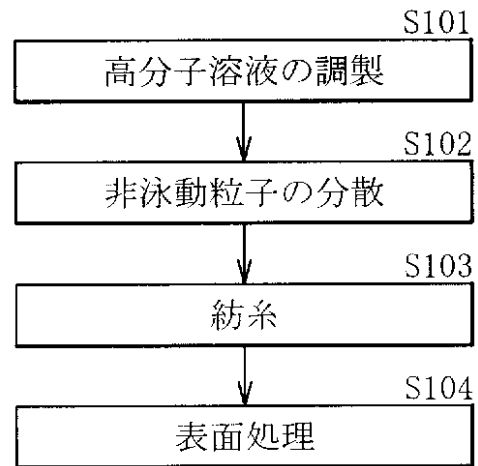 S101
高分子溶液の調製
S102
非泳動粒子の分散
S103
紡糸
S104
表面処理